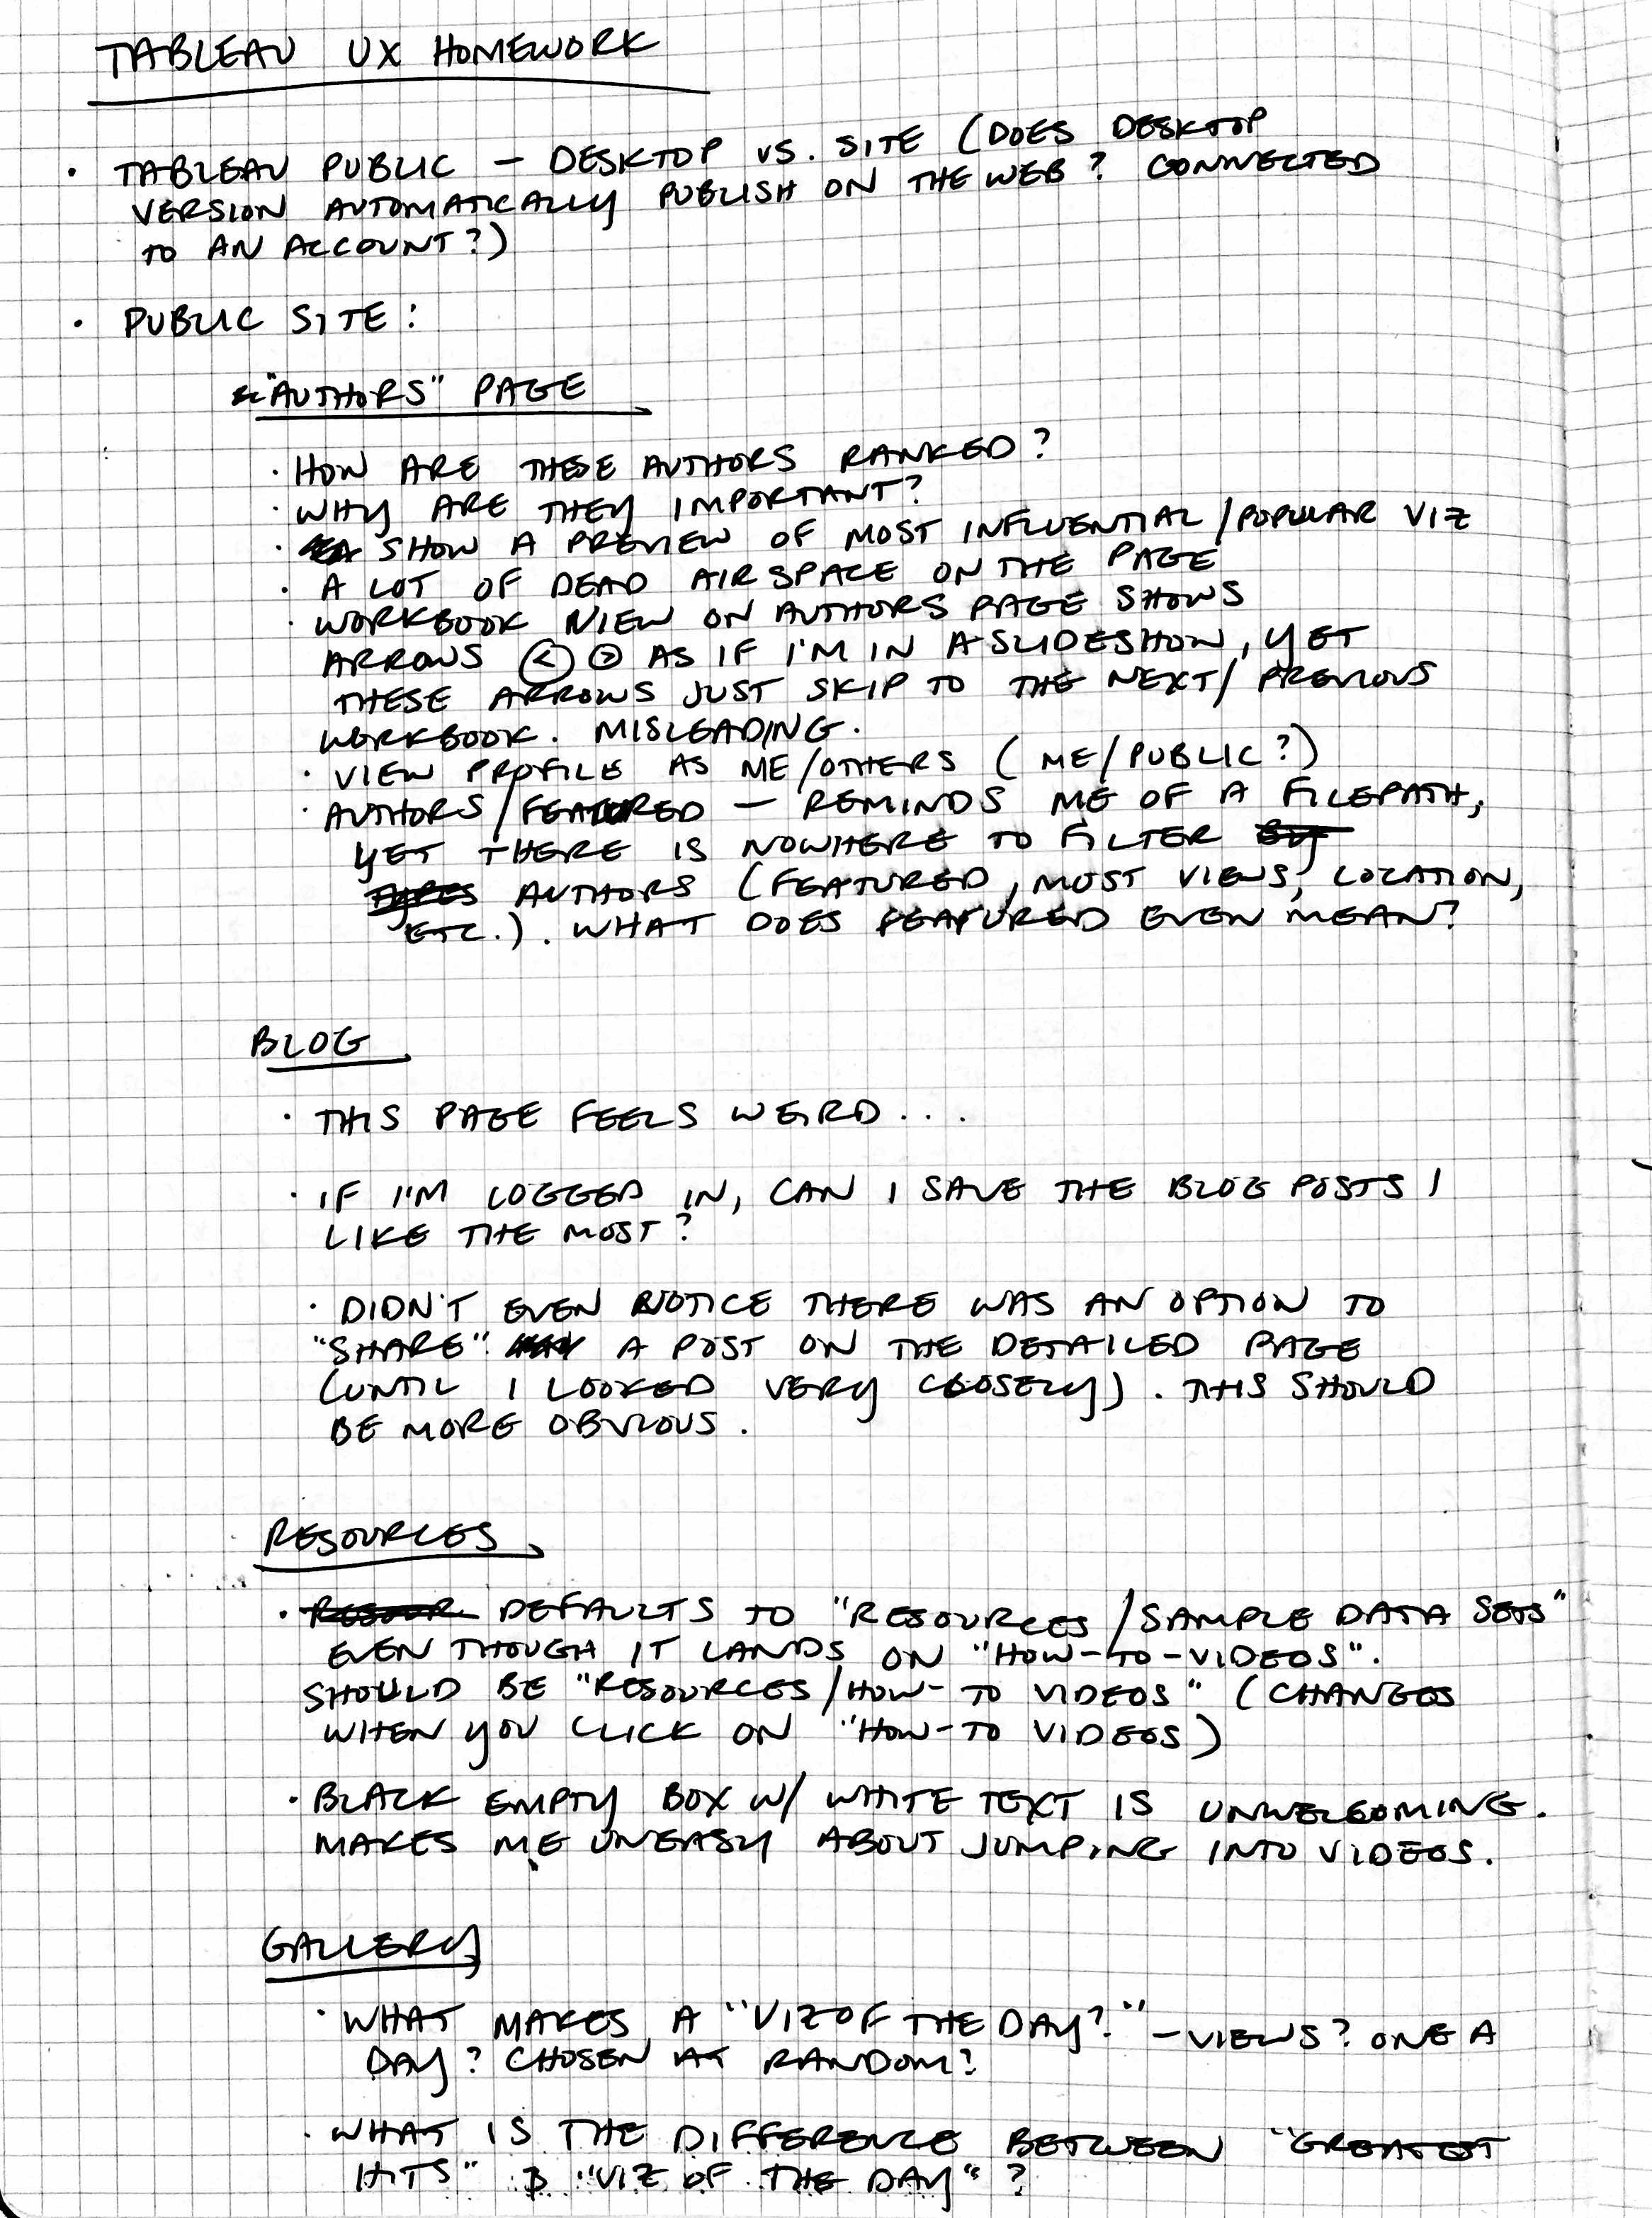 TABLEAU UX HOMEWORK
• TABLEAU PUBLIC — DESKTOP VS. SITE (DOES DESKTOP
VERSION AUTOMATICALLY PUBLISH ON THE WEB? CONNECTED
TO AN ACCOUNT?)
• PUBLIC SITE:
"AUTHORS" PAGE
• HOW ARE THESE AUTHORS RANKED?
• WHY ARE THEY IMPORTANT?
• SHOW A PREVIEW OF MOST INFLUENTIAL/POPULAR VIZ
• A LOT OF DEAD AIR SPACE ON THE PAGE
• WORKBOOK VIEW ON AUTHORS PAGE SHOWS
ARROWS < > AS IF I'M IN A SLIDESHOW, YET
THESE ARROWS JUST SKIP TO THE NEXT/PREVIOUS
WORKBOOK. MISLEADING.
• VIEW PROFILE AS ME/OTHERS (ME/PUBLIC?)
• AUTHORS/FEATURED — REMINDS ME OF A FILEPATH,
YET THERE IS NOWHERE TO FILTER
AUTHORS (FEATURED, MOST VIEWS, LOCATION,
ETC.). WHAT DOES FEATURED EVEN MEAN?
BLOG
• THIS PAGE FEELS WEIRD...
• IF I'M LOGGED IN, CAN I SAVE THE BLOG POSTS I
LIKE THE MOST?
• DIDN'T EVEN NOTICE THERE WAS AN OPTION TO
"SHARE" A POST ON THE DETAILED PAGE
(UNTIL I LOOKED VERY CLOSELY). THIS SHOULD
BE MORE OBVIOUS.
RESOURCES
• DEFAULTS TO "RESOURCES/SAMPLE DATA SETS"
EVEN THOUGH IT LANDS ON "HOW-TO-VIDEOS".
SHOULD BE "RESOURCES/HOW-TO VIDEOS" (CHANGES
WHEN YOU CLICK ON "HOW-TO VIDEOS)
• BLACK EMPTY BOX W/ WHITE TEXT IS UNWELCOMING.
MAKES ME UNEASY ABOUT JUMPING INTO VIDEOS.
GALLERY
• WHAT MAKES A "VIZ OF THE DAY?" — VIEWS? ONE A
DAY? CHOSEN AT RANDOM?
• WHAT IS THE DIFFERENCE BETWEEN "GREATEST
HITS" & "VIZ OF THE DAY"?